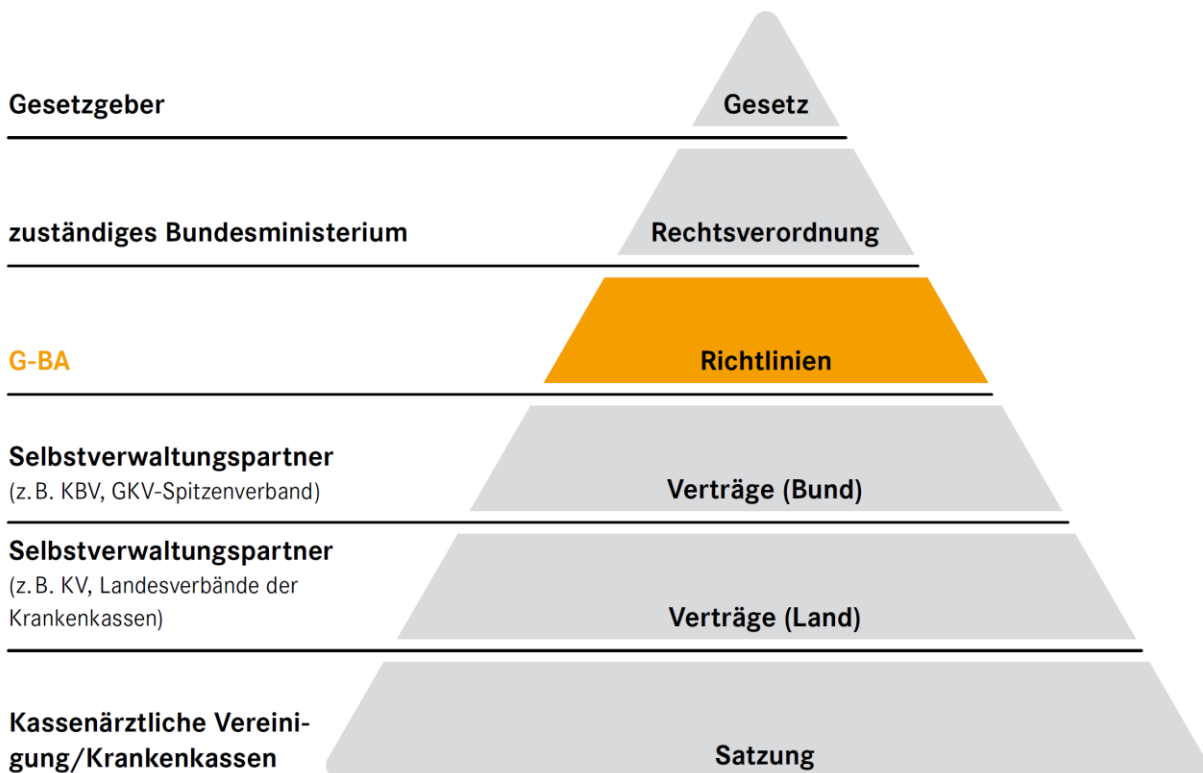 Gesetzgeber
Gesetz
zuständiges Bundesministerium
Rechtsverordnung
G-BA
Richtlinien
Selbstverwaltungspartner
(z. B. KBV, GKV-Spitzenverband)
Verträge (Bund)
Selbstverwaltungspartner
(z. B. KV, Landesverbände der
Krankenkassen)
Verträge (Land)
Kassenärztliche Vereini-
gung/Krankenkassen
Satzung